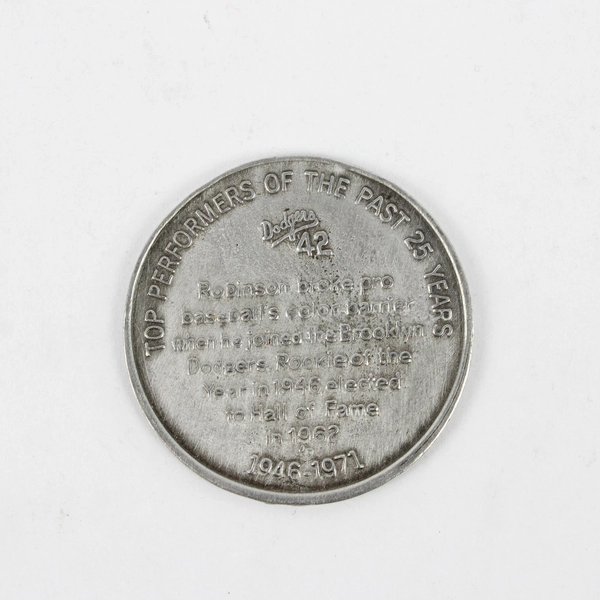 TOP PERFORMERS OF THE PAST 25 YEARS
Dodgers
42
Robinson broke pro
baseball's color barrier
when he joined the Brooklyn
Dodgers. Rookie of the
Year in 1946 elected
to Hall of Fame
in 1962
1946-1971